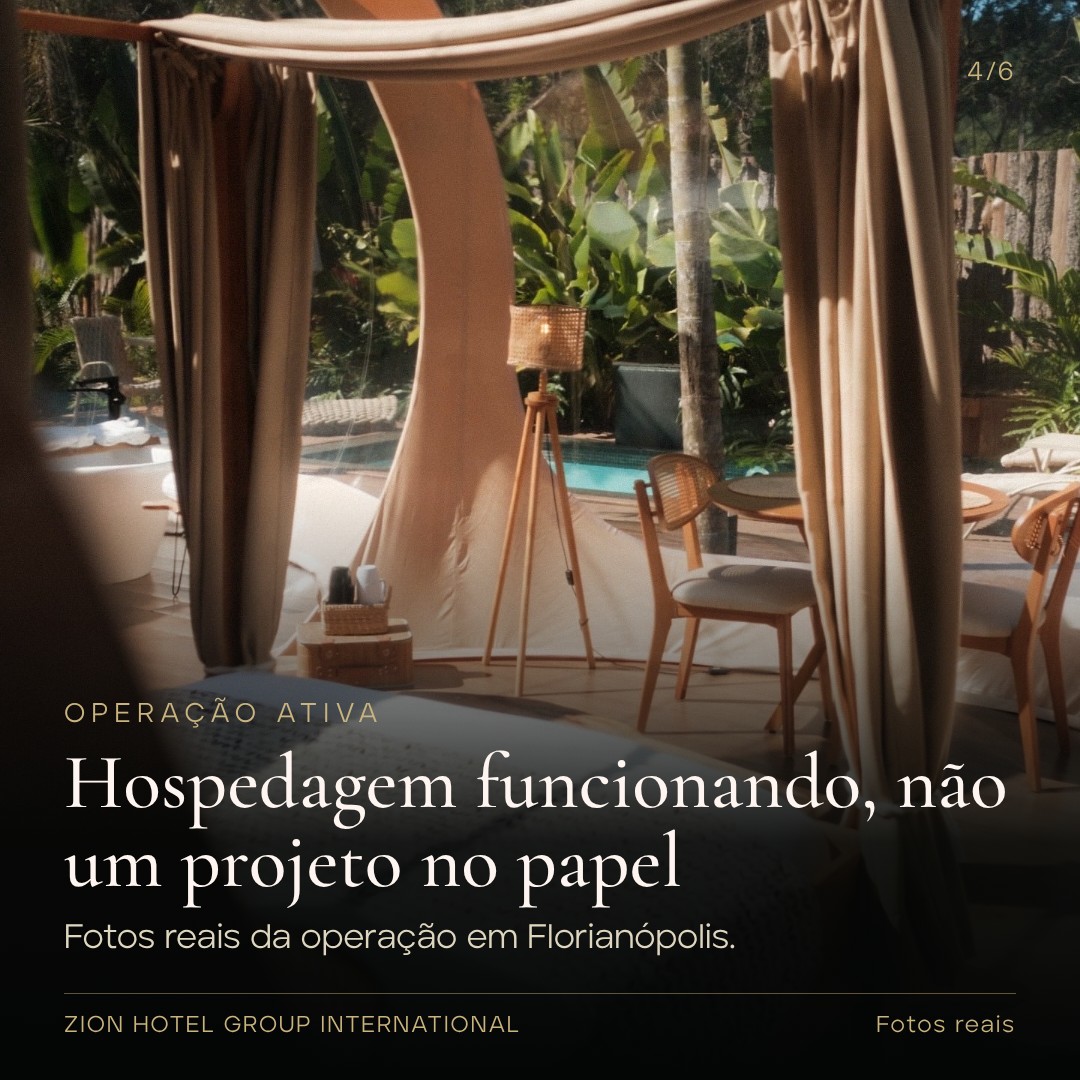 4/6
OPERAÇÃO ATIVA
Hospedagem funcionando, não
um projeto no papel
Fotos reais da operação em Florianópolis.
ZION HOTEL GROUP INTERNATIONAL
Fotos reais